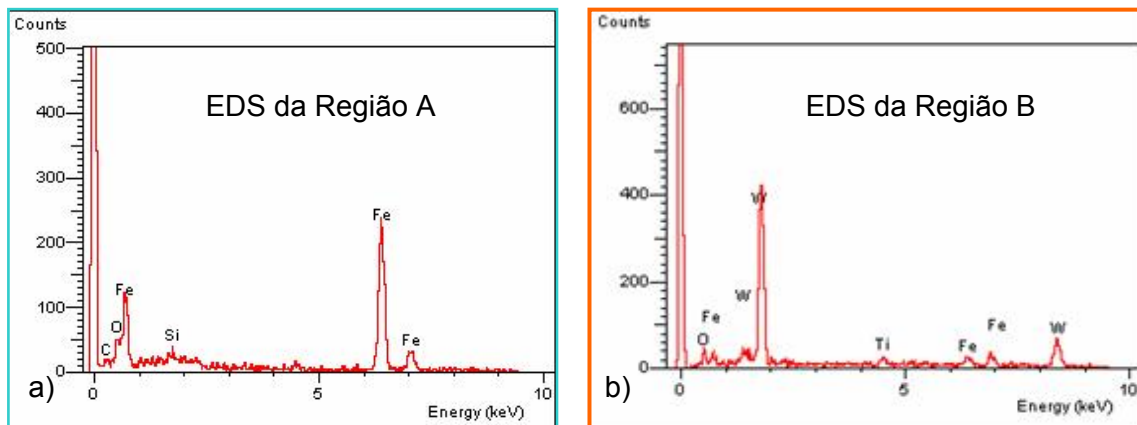 Counts
500
EDS da Região A
400
300
Fe
200
Fe
100
O
Si
Fe
C
0
a)
0
5
10
Energy (keV)
Counts
EDS da Região B
600
400
W
200
W
Fe
Fe
W
O
Ti
Fe
0
b)
0
5
10
Energy (keV)